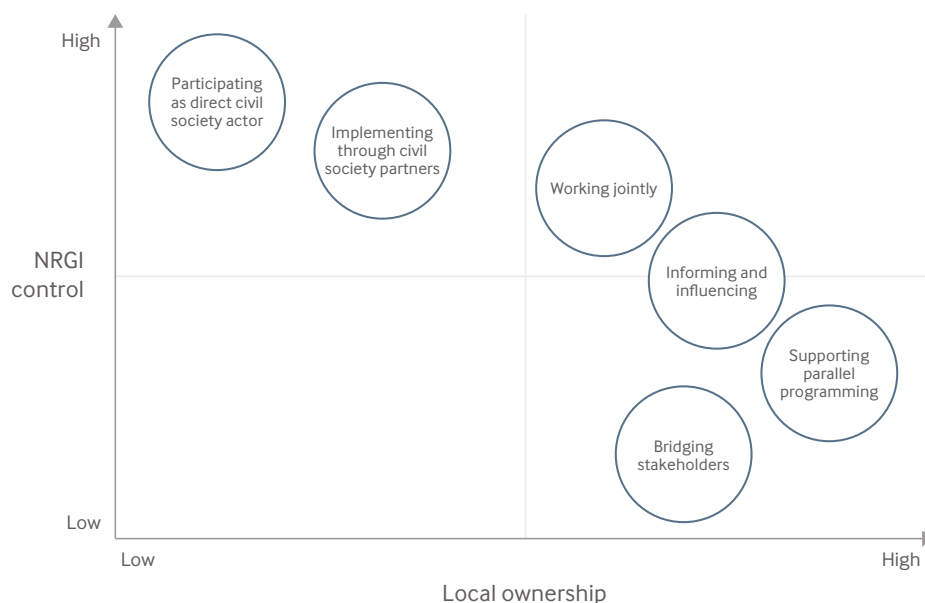 High
Participating
as direct civil
society actor
Implementing
through civil
society partners
Working jointly
NRGI
control
Informing and
influencing
Supporting
parallel
programming
Bridging
stakeholders
Low
Low
High
Local ownership